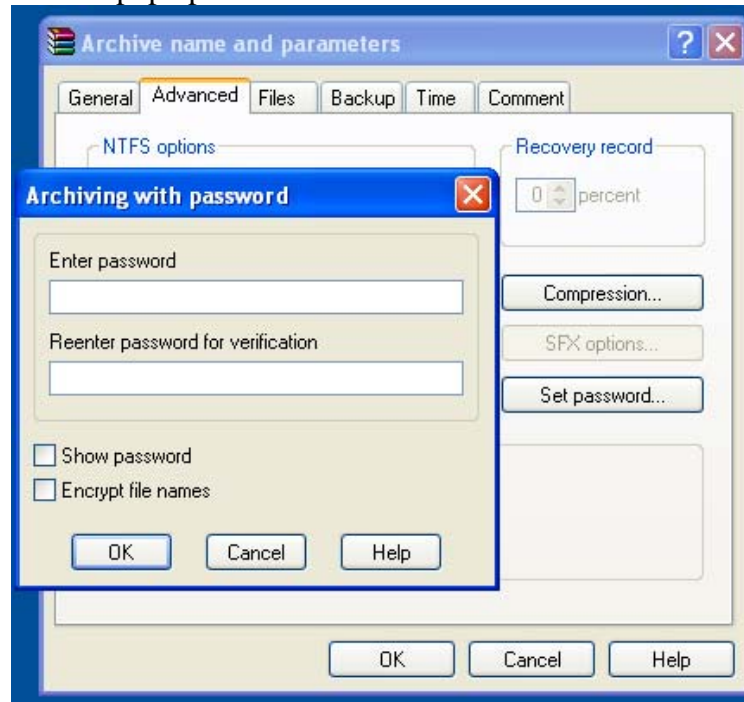 Archive name and parameters
General Advanced Files Backup Time Comment
NTFS options
Recovery record
0 percent
Archiving with password
Enter password
Reenter password for verification
Show password
Encrypt file names
OK Cancel Help
Compression...
SFX options...
Set password...
OK Cancel Help